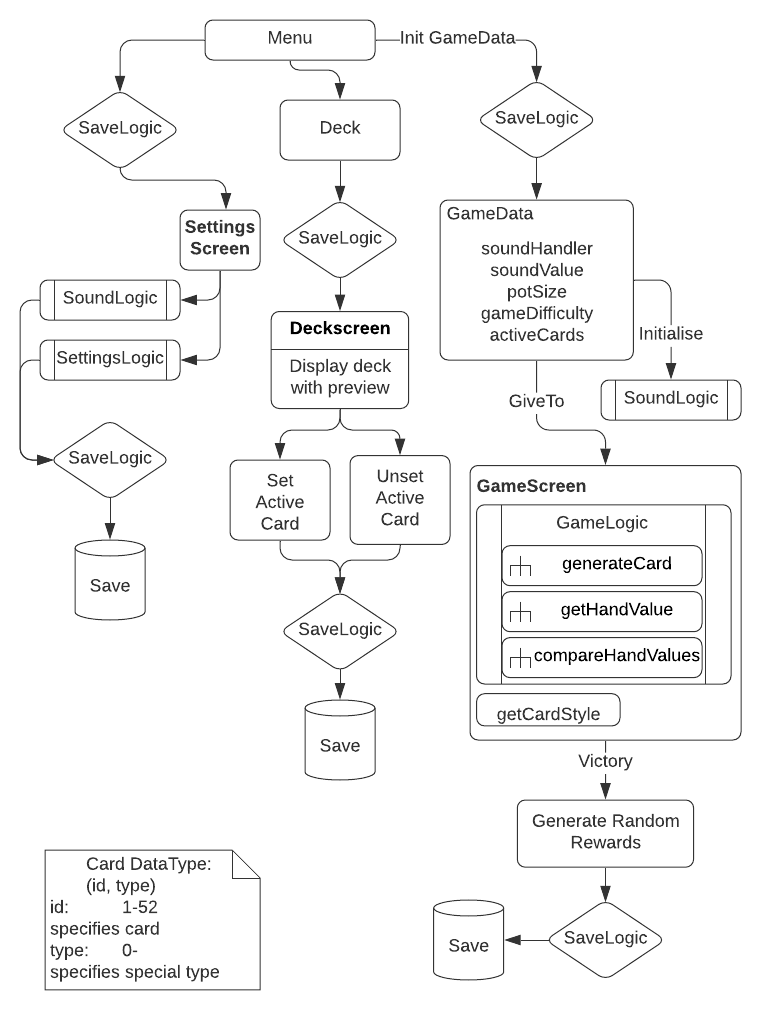 Menu
Init GameData
SaveLogic
Deck
SaveLogic
Settings
Screen
SaveLogic
GameData
soundHandler
soundValue
potSize
gameDifficulty
activeCards
Initialise
SoundLogic
SoundLogic
SettingsLogic
Deckscreen
Display deck
with preview
GiveTo
SaveLogic
Set
Active
Card
Unset
Active
Card
GameScreen
GameLogic
generateCard
getHandValue
compareHandValues
getCardStyle
Save
SaveLogic
Save
Victory
Generate Random
Rewards
SaveLogic
Save
Card DataType:
(id, type)
id: 1-52
specifies card
type: 0-
specifies special type